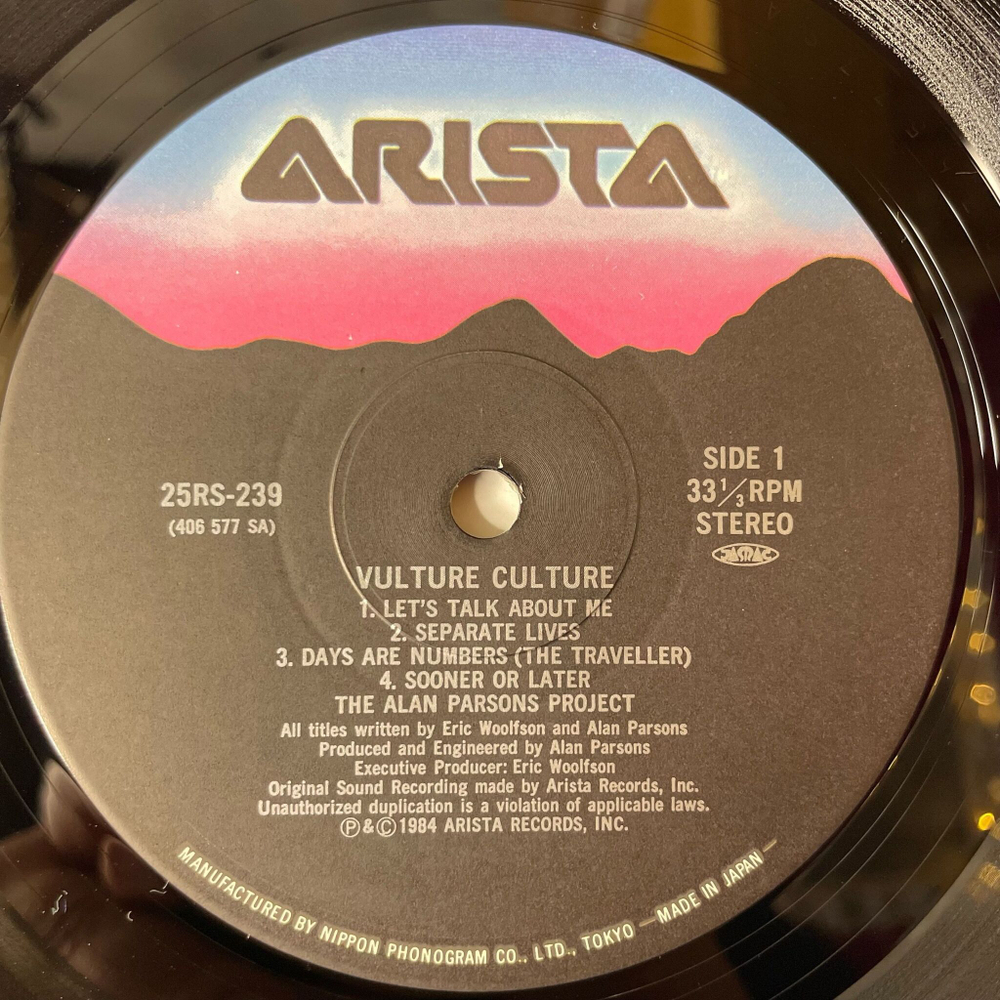 ARISTA
25RS-239
(406 577 SA)
SIDE 1
33 1/3 RPM
STEREO
JASRAC
VULTURE CULTURE
1. LET'S TALK ABOUT ME
2. SEPARATE LIVES
3. DAYS ARE NUMBERS (THE TRAVELLER)
4. SOONER OR LATER
THE ALAN PARSONS PROJECT
All titles written by Eric Woolfson and Alan Parsons
Produced and Engineered by Alan Parsons
Executive Producer: Eric Woolfson
Original Sound Recording made by Arista Records, Inc.
Unauthorized duplication is a violation of applicable laws.
Ⓟ&Ⓒ 1984 ARISTA RECORDS, INC.
MANUFACTURED BY NIPPON PHONOGRAM CO., LTD., TOKYO —MADE IN JAPAN—